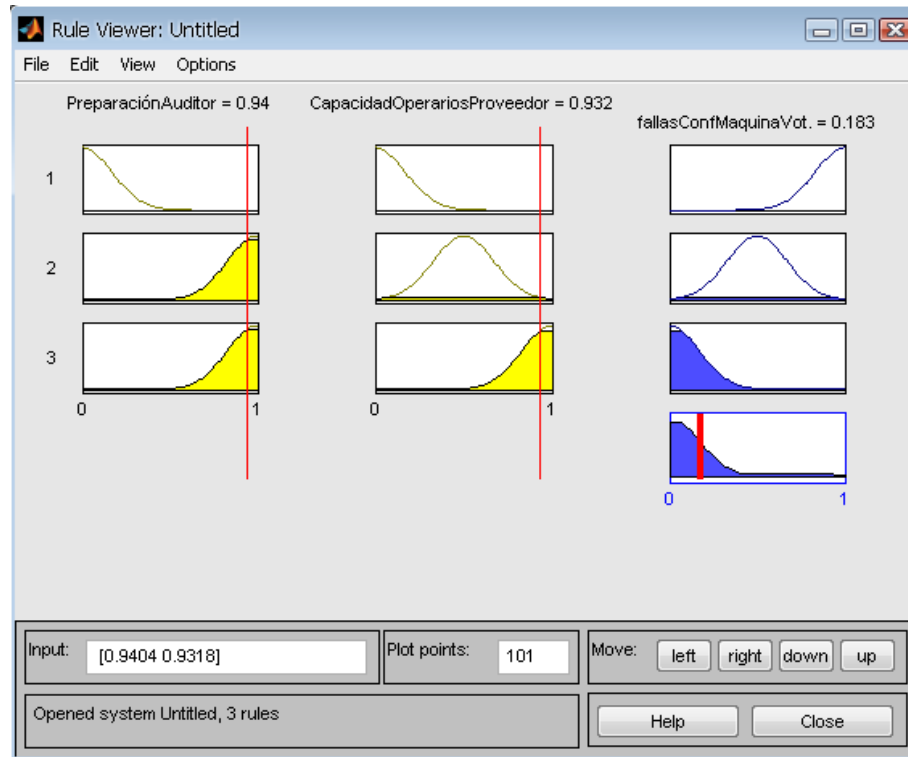 Rule Viewer: Untitled
File Edit View Options
PreparaciónAuditor = 0.94
CapacidadOperariosProveedor = 0.932
fallasConfMaquinaVot. = 0.183
1
2
3
0 1
0 1
0 1
Input: [0.9404 0.9318]
Plot points: 101
Move: left right down up
Opened system Untitled, 3 rules
Help Close